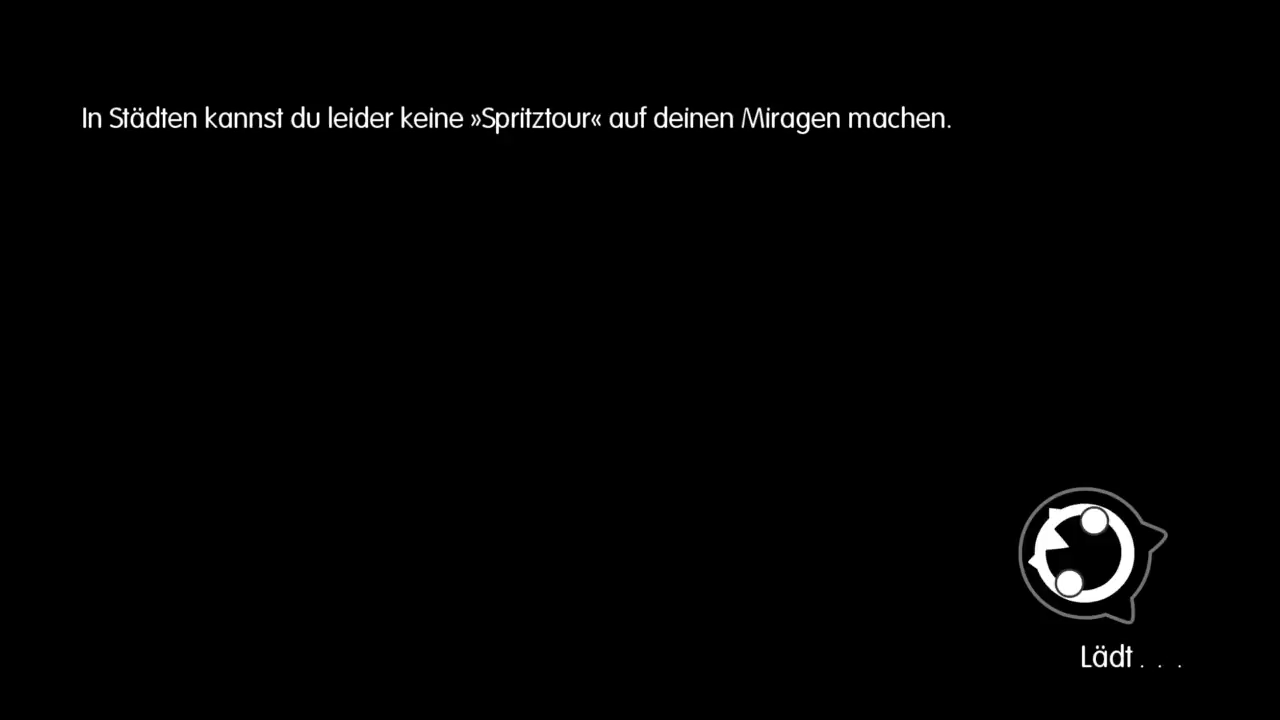 In Städten kannst du leider keine »Spritztour« auf deinen Miragen machen.
Lädt . . .